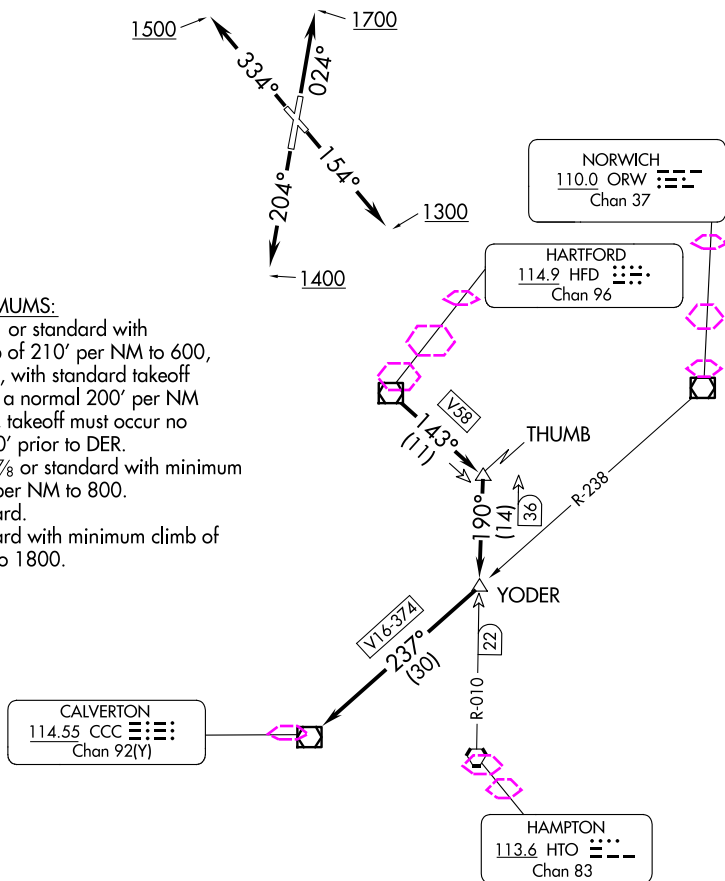 1500
1700
334°
024°
154°
204°
1300
1400
NORWICH
110.0 ORW
Chan 37
HARTFORD
114.9 HFD
Chan 96
MUMS:
or standard with
of 210' per NM to 600,
, with standard takeoff
a normal 200' per NM
takeoff must occur no
0' prior to DER.
⅞ or standard with minimum
per NM to 800.
ard.
ard with minimum climb of
o 1800.
V58
143°
(11)
THUMB
36
190°
(14)
R-238
YODER
V16-374
237°
(30)
22
R-010
CALVERTON
114.55 CCC
Chan 92(Y)
HAMPTON
113.6 HTO
Chan 83